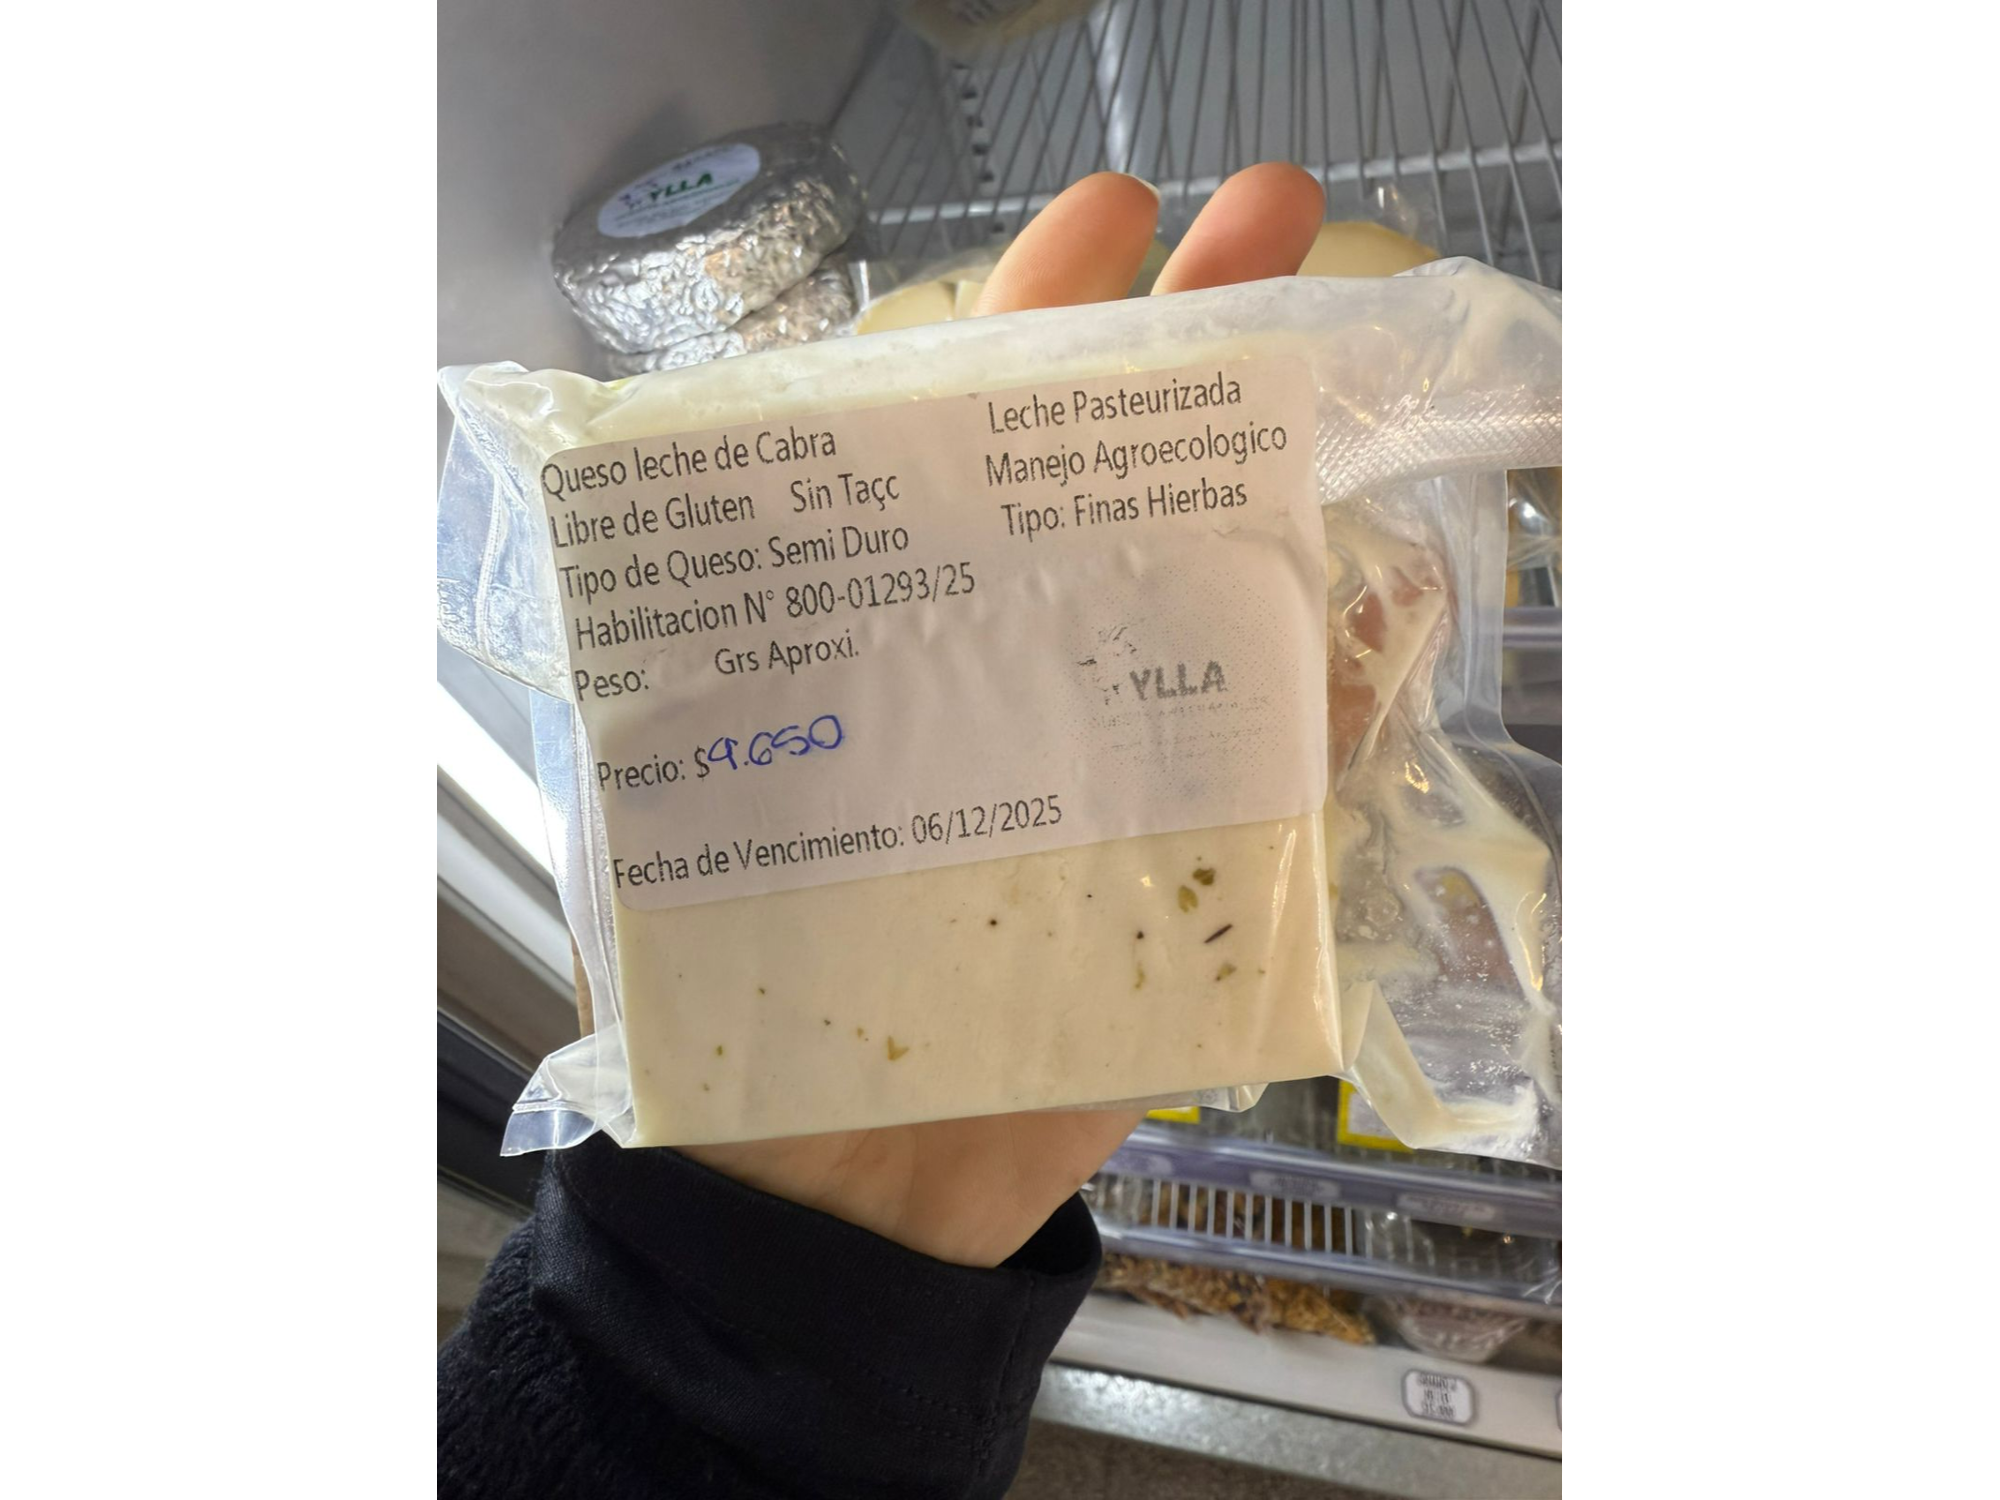 YLLA
Queso leche de Cabra
Libre de Gluten Sin Taçc
Tipo de Queso: Semi Duro
Habilitacion N° 800-01293/25
Peso: Grs Aproxi.
Precio: $9.650
Fecha de Vencimiento: 06/12/2025
Leche Pasteurizada
Manejo Agroecologico
Tipo: Finas Hierbas
YLLA